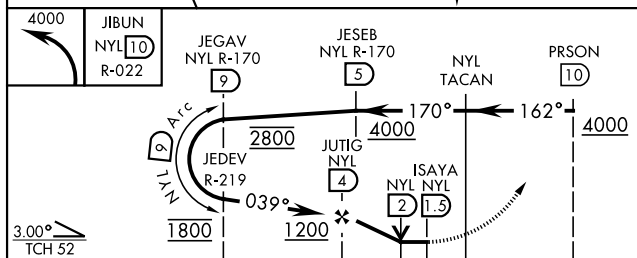 4000
JIBUN
NYL 10
R-022
JEGAV
NYL R-170
9
JESEB
NYL R-170
5
NYL
TACAN
PRSON
10
170°
162°
4000
4000
2800
NYL 9 Arc
JEDEV
R-219
039°
1800
JUTIG
NYL
4
1200
NYL
2
ISAYA
NYL
1.5
3.00°
TCH 52